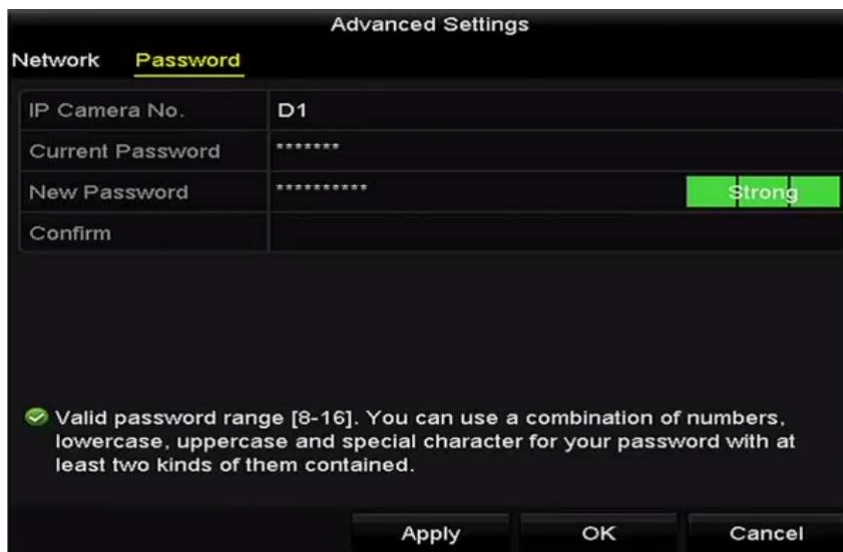 Advanced Settings
Network Password
IP Camera No. D1
Current Password *******
New Password ********** Strong
Confirm
Valid password range [8-16]. You can use a combination of numbers,
lowercase, uppercase and special character for your password with at
least two kinds of them contained.
Apply OK Cancel